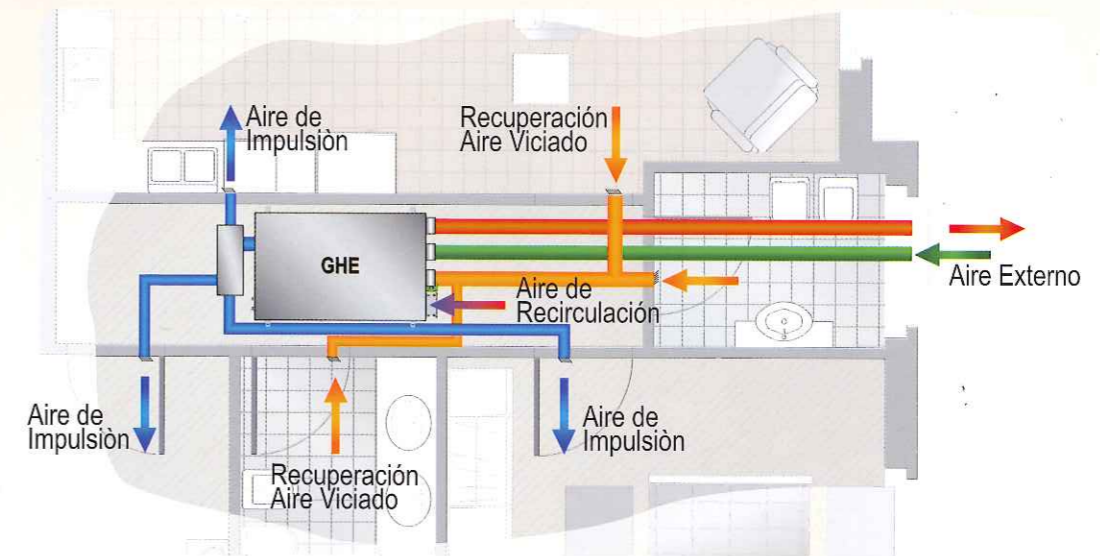 Aire de
Impulsiòn
Recuperación
Aire Viciado
GHE
Aire Externo
Aire de
Recirculación
Aire de
Impulsiòn
Aire de
Impulsiòn
Recuperación
Aire Viciado